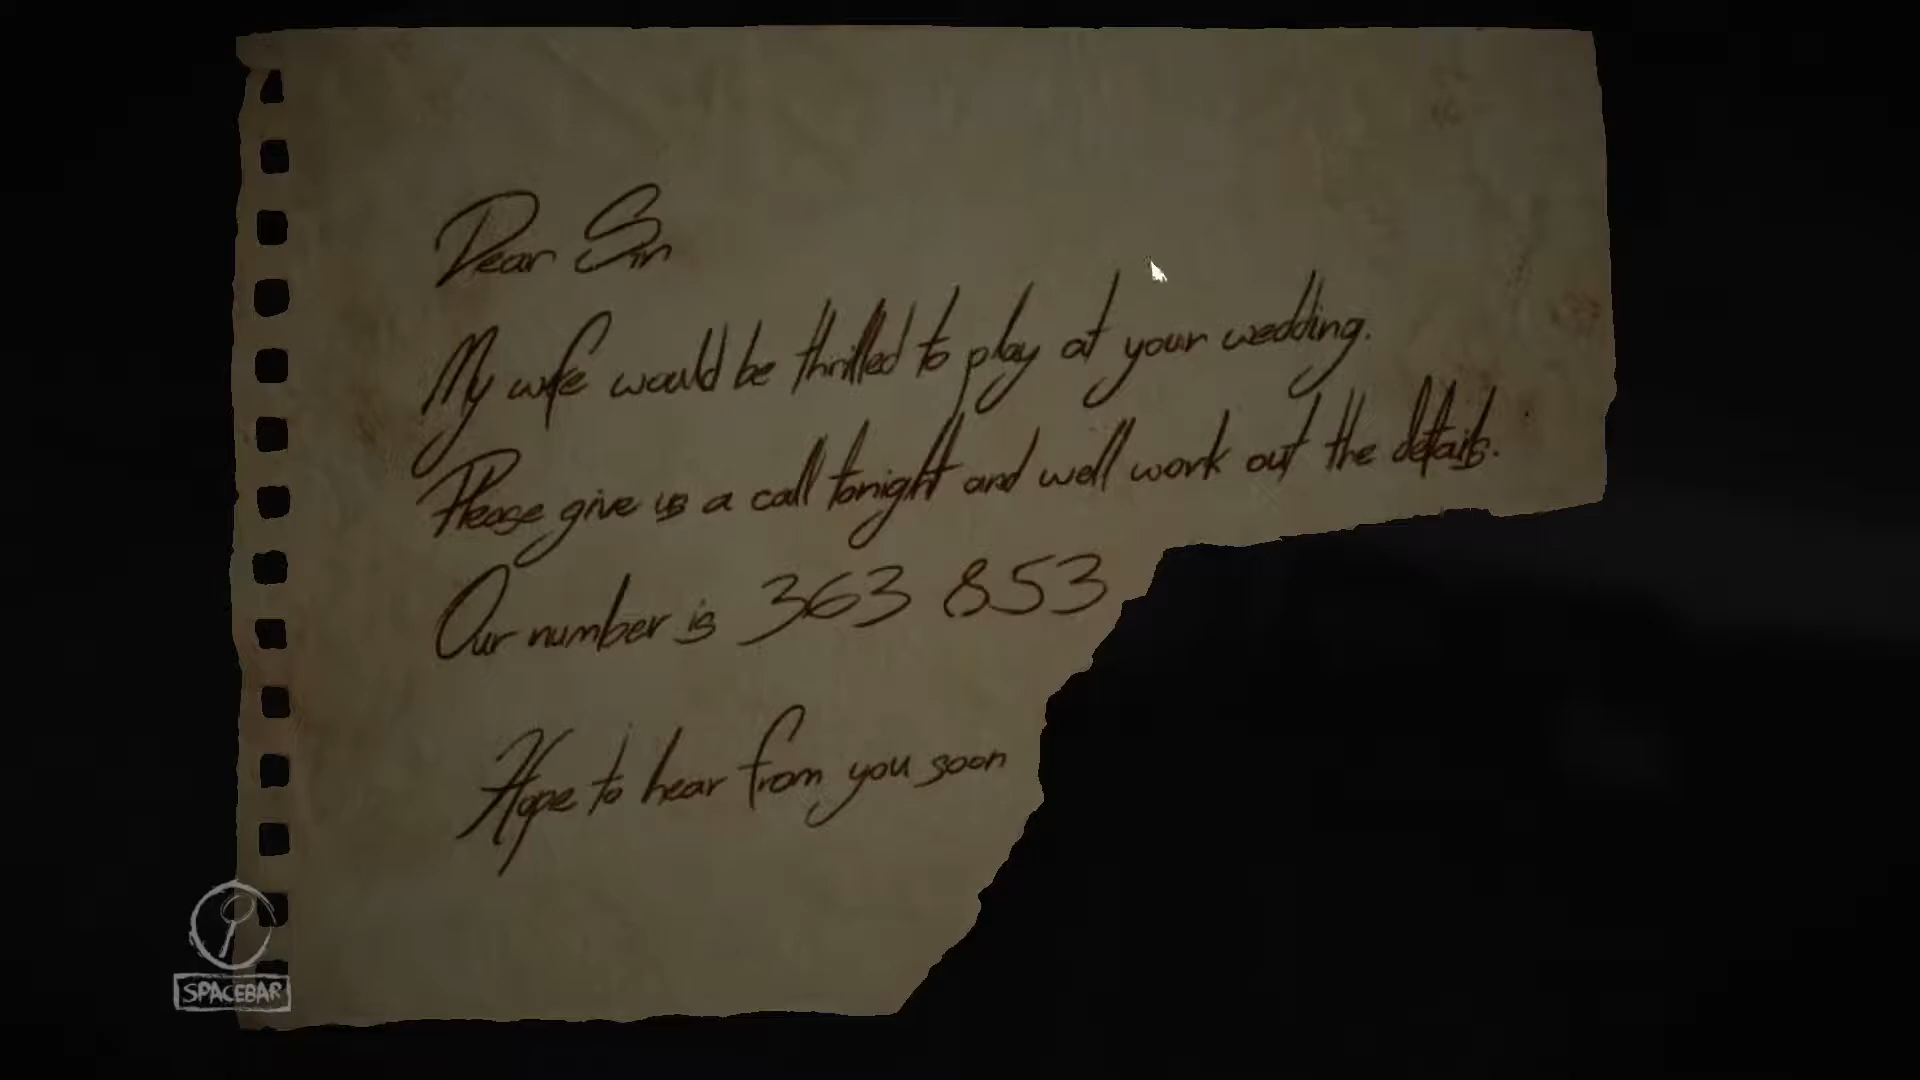 Dear Sir
My wife would be thrilled to play at your wedding.
Please give us a call tonight and well work out the details.
Our number is 363 853
Hope to hear from you soon
SPACEBAR